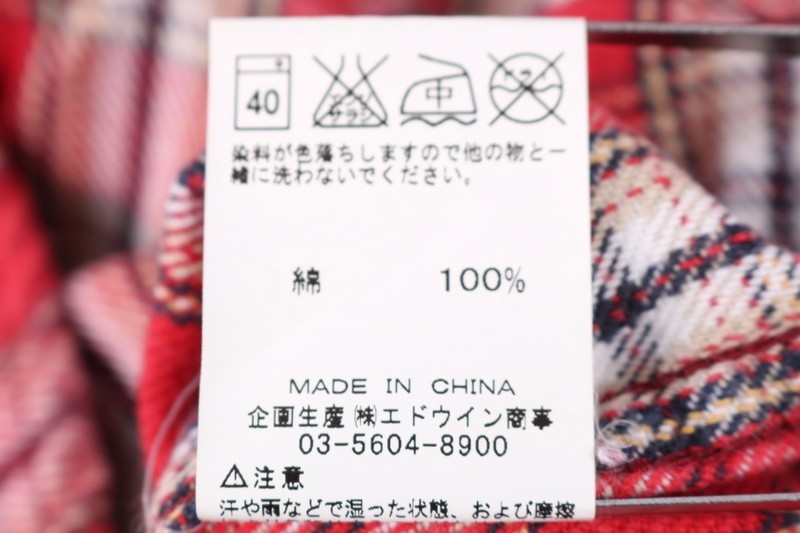 40 エンソ サラシ 中 ドライ
染料が色落ちしますので他の物と一
緒に洗わないでください。
綿 100%
MADE IN CHINA
企画生産 ㈱エドウイン商事
03-5604-8900
⚠注意
汗や雨などで湿った状態、および摩擦